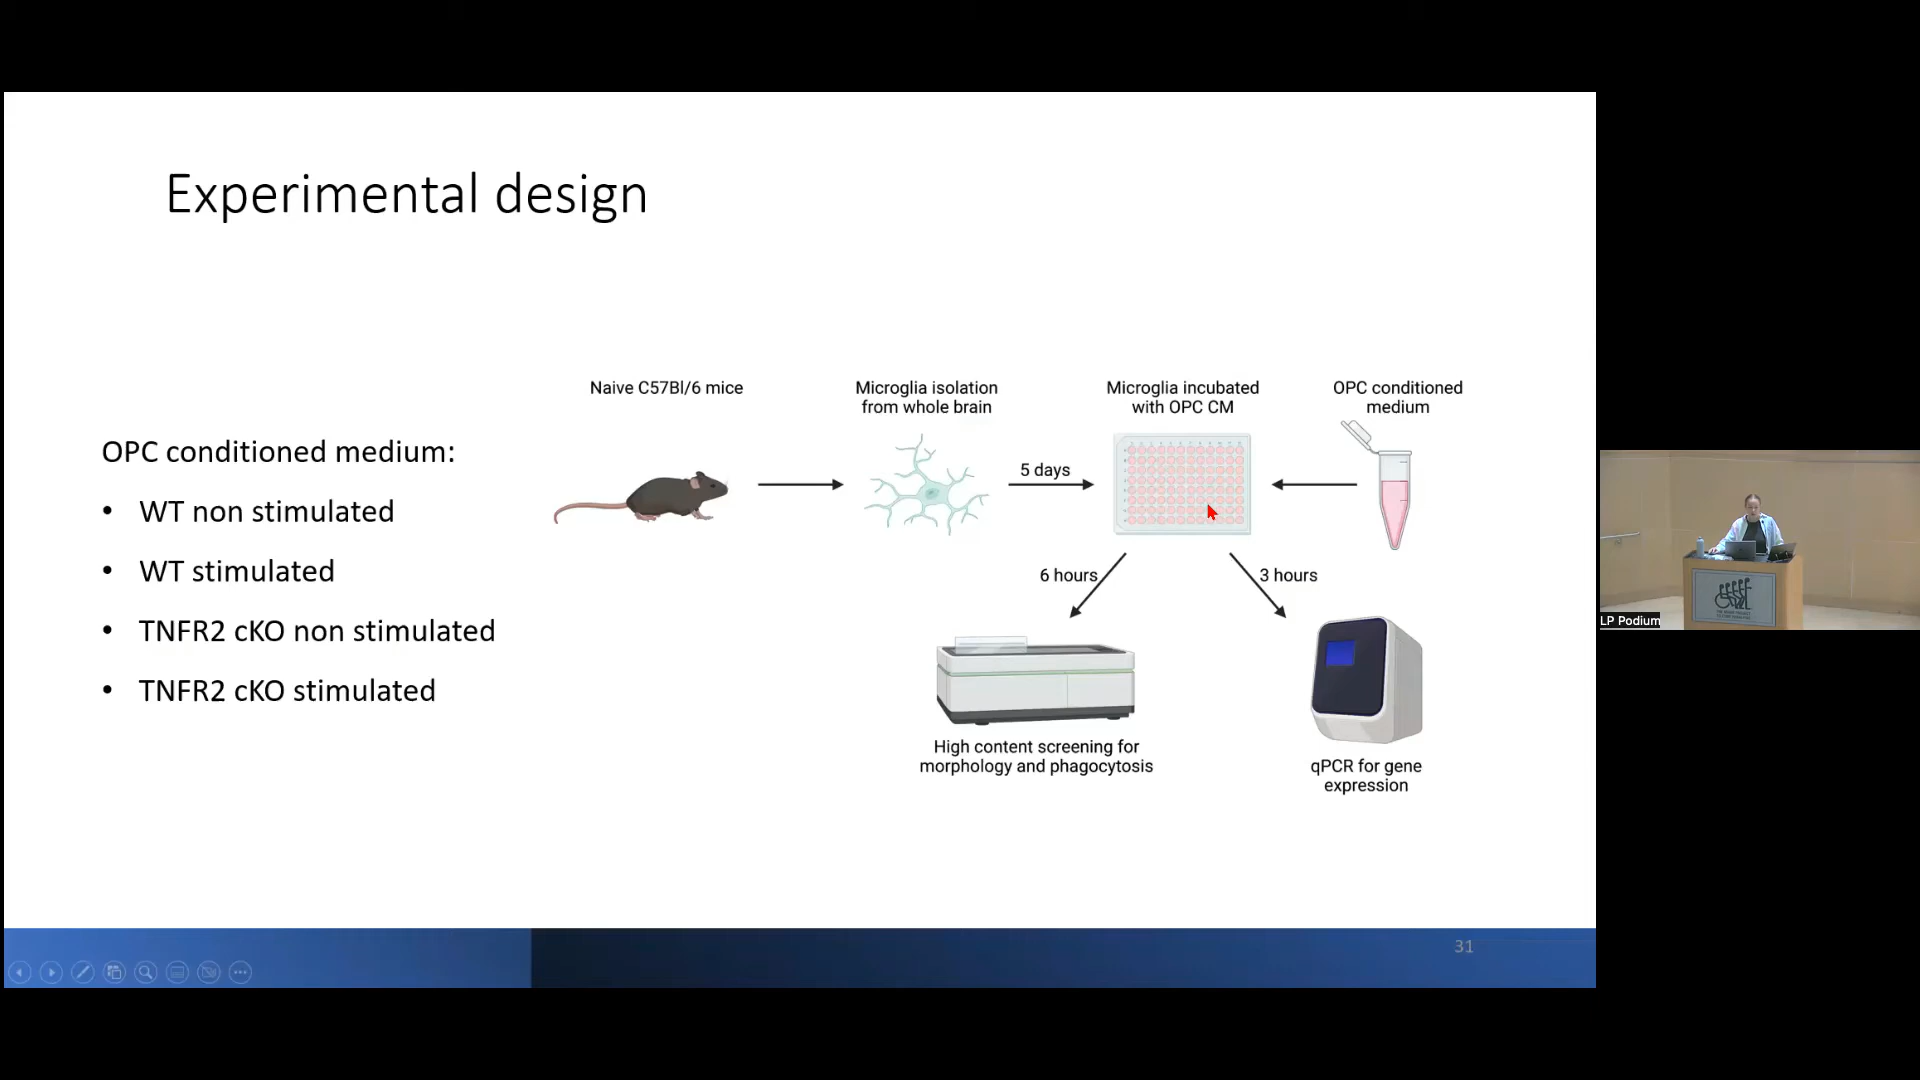 Experimental design
Naive C57Bl/6 mice
Microglia isolation
from whole brain
Microglia incubated
with OPC CM
OPC conditioned
medium
OPC conditioned medium:
• WT non stimulated
• WT stimulated
• TNFR2 cKO non stimulated
• TNFR2 cKO stimulated
5 days
6 hours
3 hours
High content screening for
morphology and phagocytosis
qPCR for gene
expression
31
LP Podium